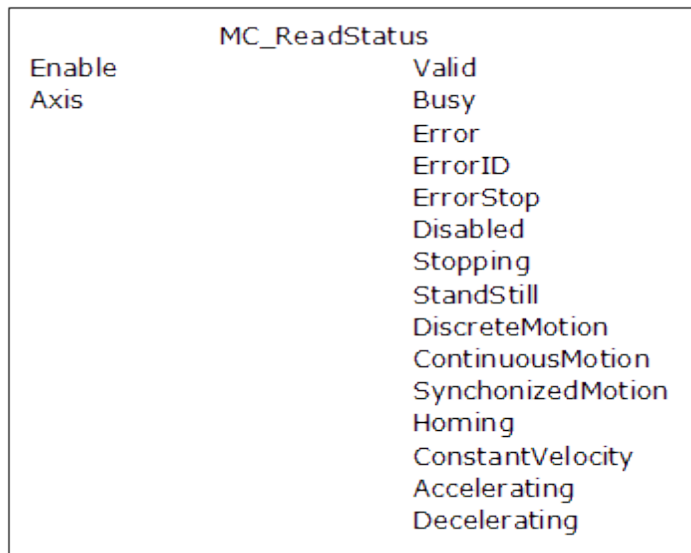 MC_ReadStatus
Enable Valid
Axis Busy
Error
ErrorID
ErrorStop
Disabled
Stopping
StandStill
DiscreteMotion
ContinuousMotion
SynchonizedMotion
Homing
ConstantVelocity
Accelerating
Decelerating